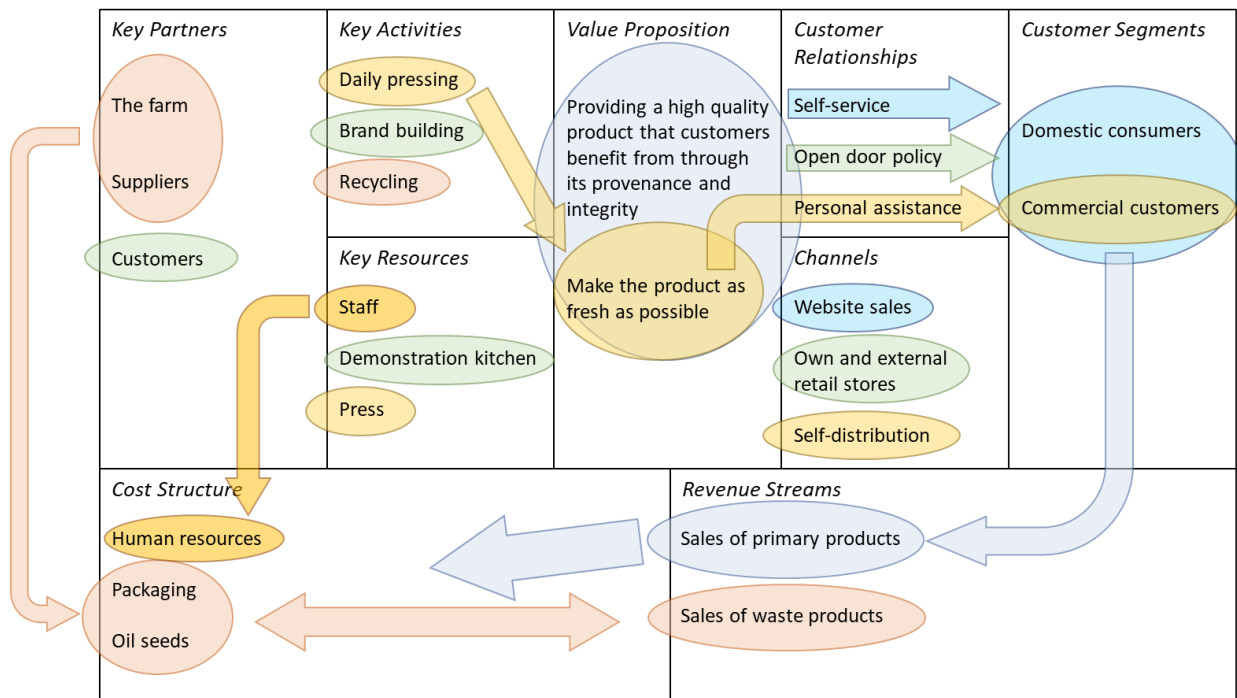 Key Partners
The farm
Suppliers
Customers
Key Activities
Daily pressing
Brand building
Recycling
Key Resources
Staff
Demonstration kitchen
Press
Value Proposition
Providing a high quality
product that customers
benefit from through
its provenance and
integrity
Make the product as
fresh as possible
Customer
Relationships
Self-service
Open door policy
Personal assistance
Channels
Website sales
Own and external
retail stores
Self-distribution
Customer Segments
Domestic consumers
Commercial customers
Cost Structure
Human resources
Packaging
Oil seeds
Revenue Streams
Sales of primary products
Sales of waste products